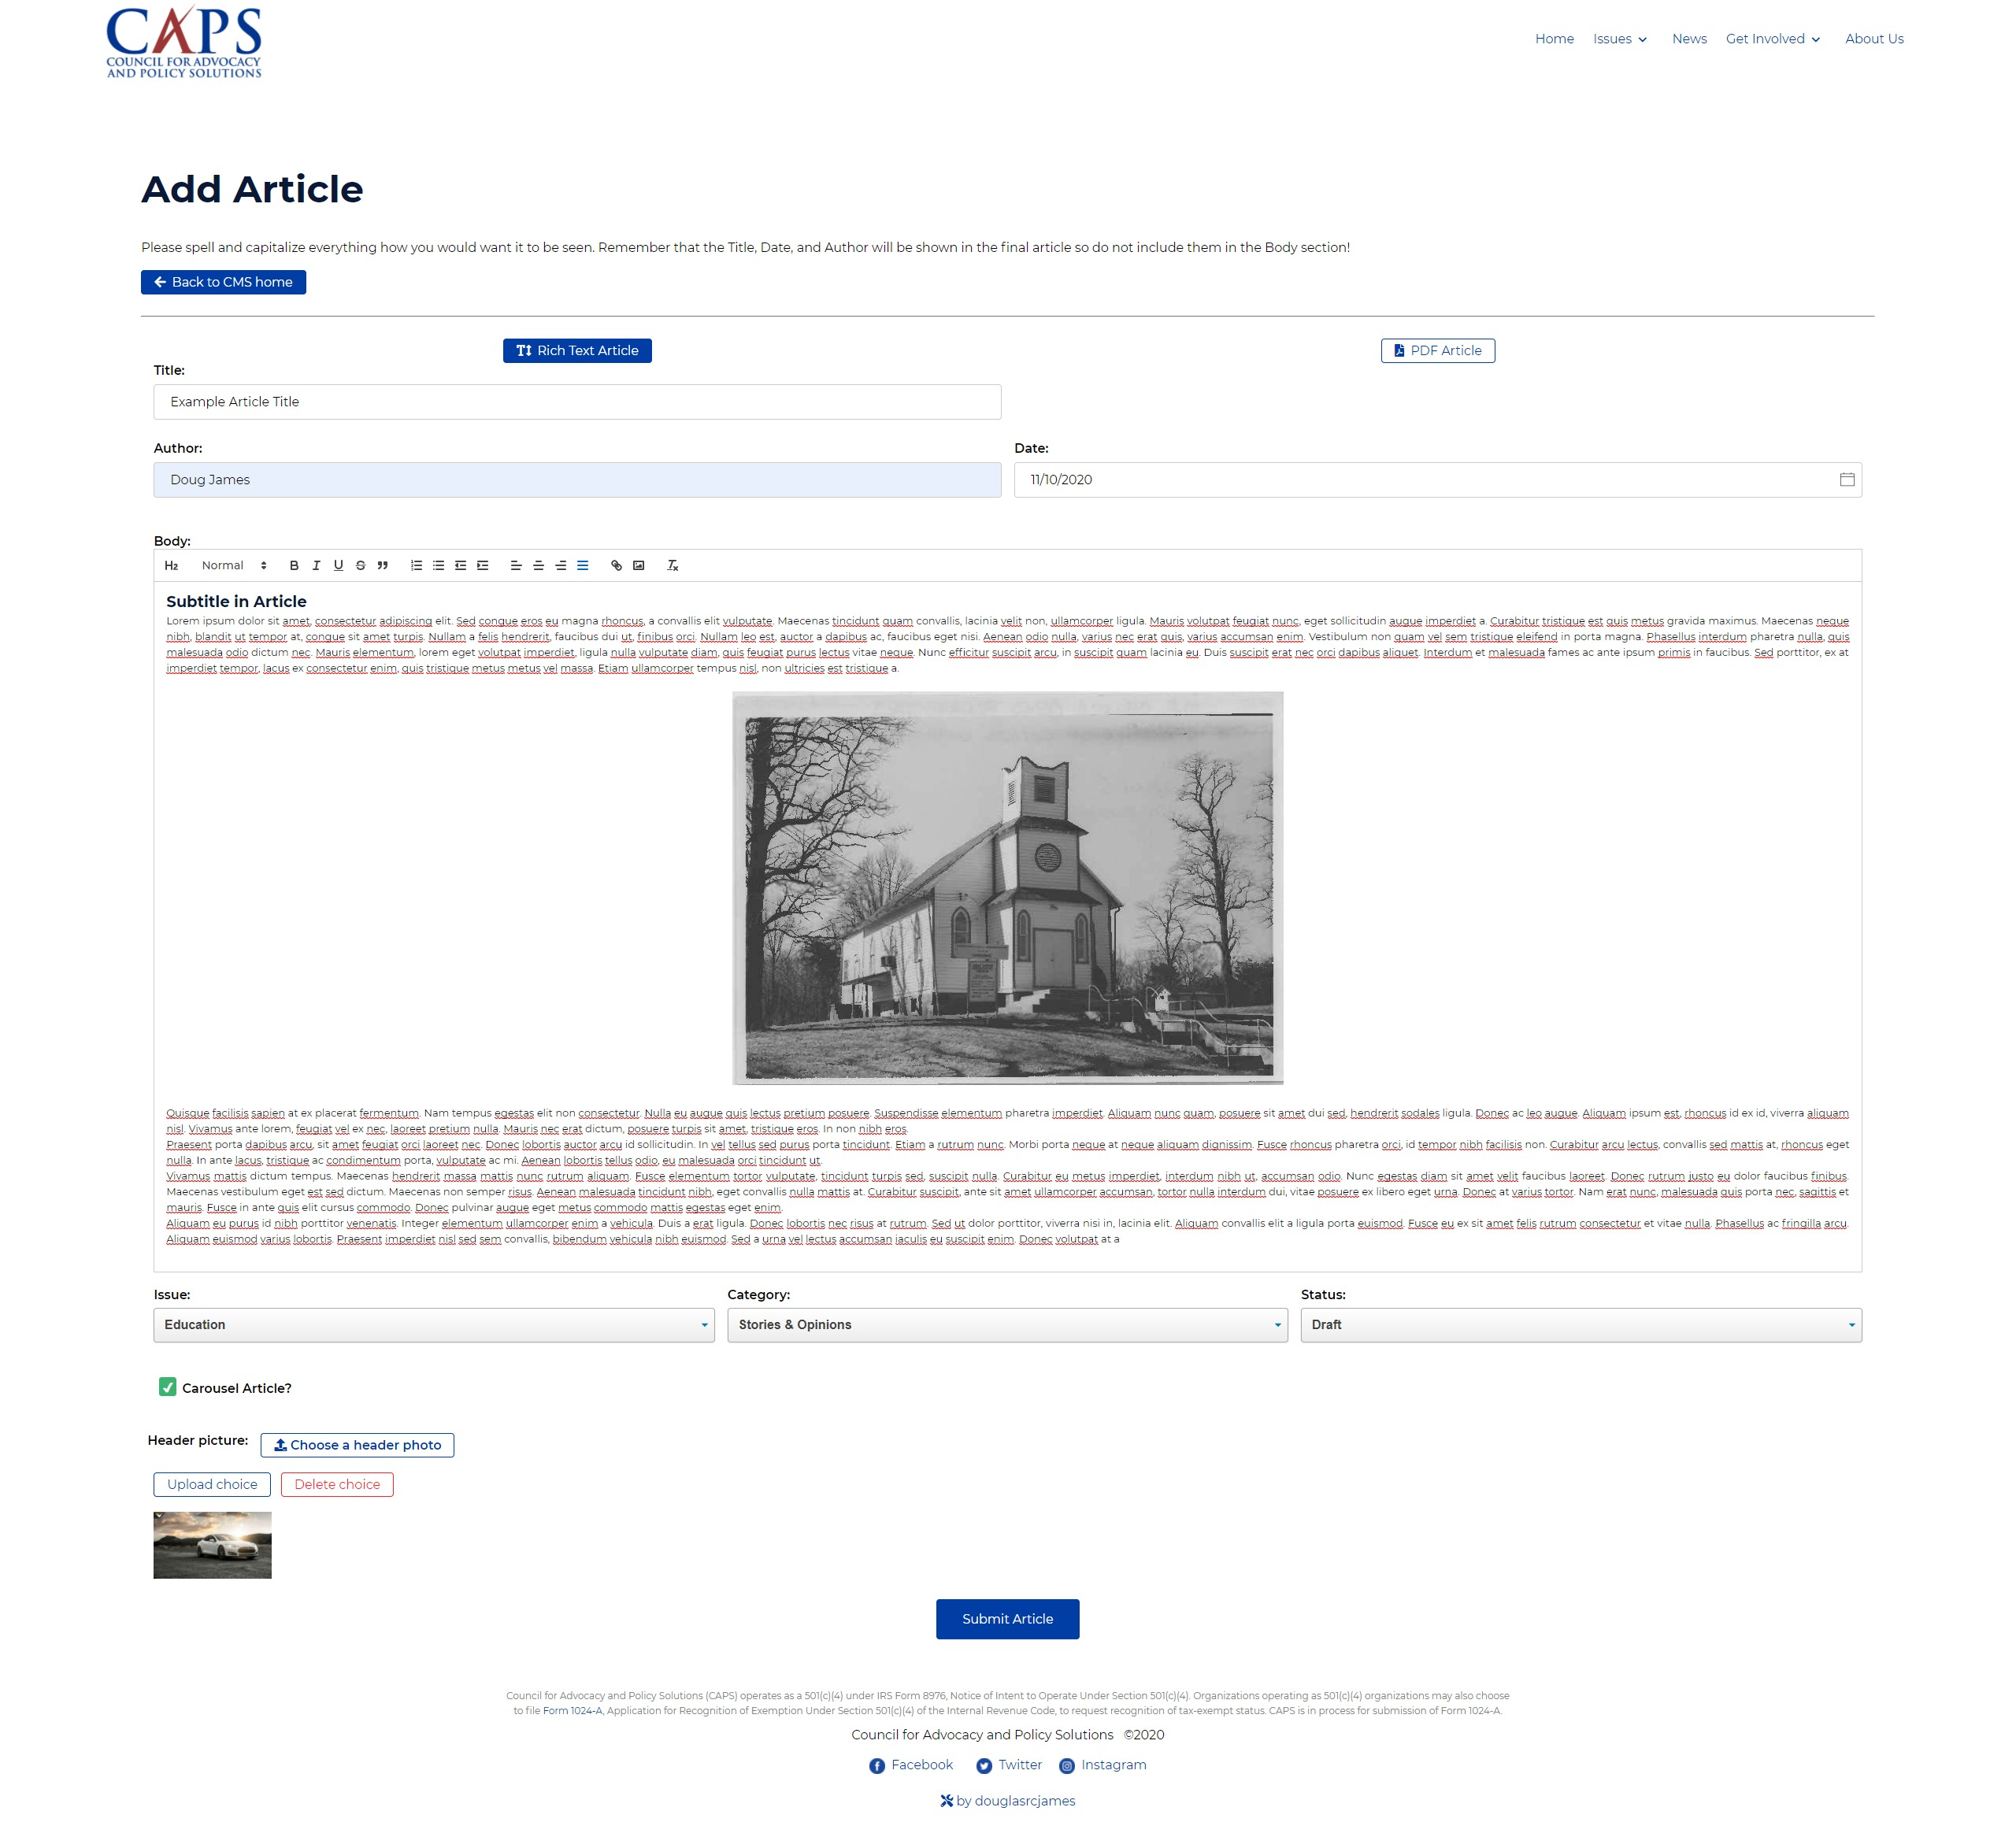 CAPS
COUNCIL FOR ADVOCACY
AND POLICY SOLUTIONS
Home Issues News Get Involved About Us
Add Article
Please spell and capitalize everything how you would want it to be seen. Remember that the Title, Date, and Author will be shown in the final article so do not include them in the Body section!
Back to CMS home
Rich Text Article PDF Article
Title:
Example Article Title
Author: Date:
Doug James 11/10/2020
Body:
H2 Normal B I U S
Subtitle in Article
Lorem ipsum dolor sit amet, consectetur adipiscing elit. Sed congue eros eu magna rhoncus, a convallis elit vulputate. Maecenas tincidunt quam convallis, lacinia velit non, ullamcorper ligula. Mauris volutpat feugiat nunc, eget sollicitudin augue imperdiet a. Curabitur tristique est quis metus gravida maximus. Maecenas neque
nibh, blandit ut tempor at, congue sit amet turpis. Nullam a felis hendrerit, faucibus dui ut, finibus orci. Nullam leo est, auctor a dapibus ac, faucibus eget nisi. Aenean odio nulla, varius nec erat quis, varius accumsan enim. Vestibulum non quam vel sem tristique eleifend in porta magna. Phasellus interdum pharetra nulla, quis
malesuada odio dictum nec. Mauris elementum, lorem eget volutpat imperdiet, ligula nulla vulputate diam, quis feugiat purus lectus vitae neque. Nunc efficitur suscipit arcu, in suscipit quam lacinia eu. Duis suscipit erat nec orci dapibus aliquet. Interdum et malesuada fames ac ante ipsum primis in faucibus. Sed porttitor, ex at
imperdiet tempor, lacus ex consectetur enim, quis tristique metus metus vel massa. Etiam ullamcorper tempus nisl, non ultricies est tristique a.
Quisque facilisis sapien at ex placerat fermentum. Nam tempus egestas elit non consectetur. Nulla eu augue quis lectus pretium posuere. Suspendisse elementum pharetra imperdiet. Aliquam nunc quam, posuere sit amet dui sed, hendrerit sodales ligula. Donec ac leo augue. Aliquam ipsum est, rhoncus id ex id, viverra aliquam
nisl. Vivamus ante lorem, feugiat vel ex nec, laoreet pretium nulla. Mauris nec erat dictum, posuere turpis sit amet, tristique eros. In non nibh eros.
Praesent porta dapibus arcu, sit amet feugiat orci laoreet nec. Donec lobortis auctor arcu id sollicitudin. In vel tellus sed purus porta tincidunt. Etiam a rutrum nunc. Morbi porta neque at neque aliquam dignissim. Fusce rhoncus pharetra orci, id tempor nibh facilisis non. Curabitur arcu lectus, convallis sed mattis at, rhoncus eget
nulla. In ante lacus, tristique ac condimentum porta, vulputate ac mi. Aenean lobortis tellus odio, eu malesuada orci tincidunt ut.
Vivamus mattis dictum tempus. Maecenas hendrerit massa mattis nunc rutrum aliquam. Fusce elementum tortor vulputate, tincidunt turpis sed, suscipit nulla. Curabitur eu metus imperdiet, interdum nibh ut, accumsan odio. Nunc egestas diam sit amet velit faucibus laoreet. Donec rutrum justo eu dolor faucibus finibus.
Maecenas vestibulum eget est sed dictum. Maecenas non semper risus. Aenean malesuada tincidunt nibh, eget convallis nulla mattis at. Curabitur suscipit, ante sit amet ullamcorper accumsan, tortor nulla interdum dui, vitae posuere ex libero eget urna. Donec at varius tortor. Nam erat nunc, malesuada quis porta nec, sagittis et
mauris. Fusce in ante quis elit cursus commodo. Donec pulvinar augue eget metus commodo mattis egestas eget enim.
Aliquam eu purus id nibh porttitor venenatis. Integer elementum ullamcorper enim a vehicula. Duis a erat ligula. Donec lobortis nec risus at rutrum. Sed ut dolor porttitor, viverra nisi in, lacinia elit. Aliquam convallis elit a ligula porta euismod. Fusce eu ex sit amet felis rutrum consectetur et vitae nulla. Phasellus ac fringilla arcu.
Aliquam euismod varius lobortis. Praesent imperdiet nisl sed sem convallis, bibendum vehicula nibh euismod. Sed a urna vel lectus accumsan iaculis eu suscipit enim. Donec volutpat at a
Issue: Category: Status:
Education Stories & Opinions Draft
Carousel Article?
Header picture: Choose a header photo
Upload choice Delete choice
Submit Article
Council for Advocacy and Policy Solutions (CAPS) operates as a 501(c)(4) under IRS Form 8976, Notice of Intent to Operate Under Section 501(c)(4). Organizations operating as 501(c)(4) organizations may also choose
to file Form 1024-A, Application for Recognition of Exemption Under Section 501(c)(4) of the Internal Revenue Code, to request recognition of tax-exempt status. CAPS is in process for submission of Form 1024-A.
Council for Advocacy and Policy Solutions ©2020
Facebook Twitter Instagram
by douglasrcjames